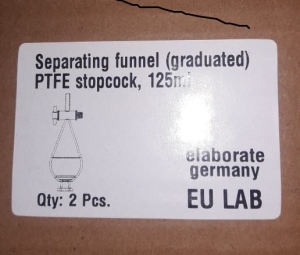 Separating funnel (graduated)
PTFE stopcock, 125ml
elaborate
germany
Qty: 2 Pcs.
EU LAB